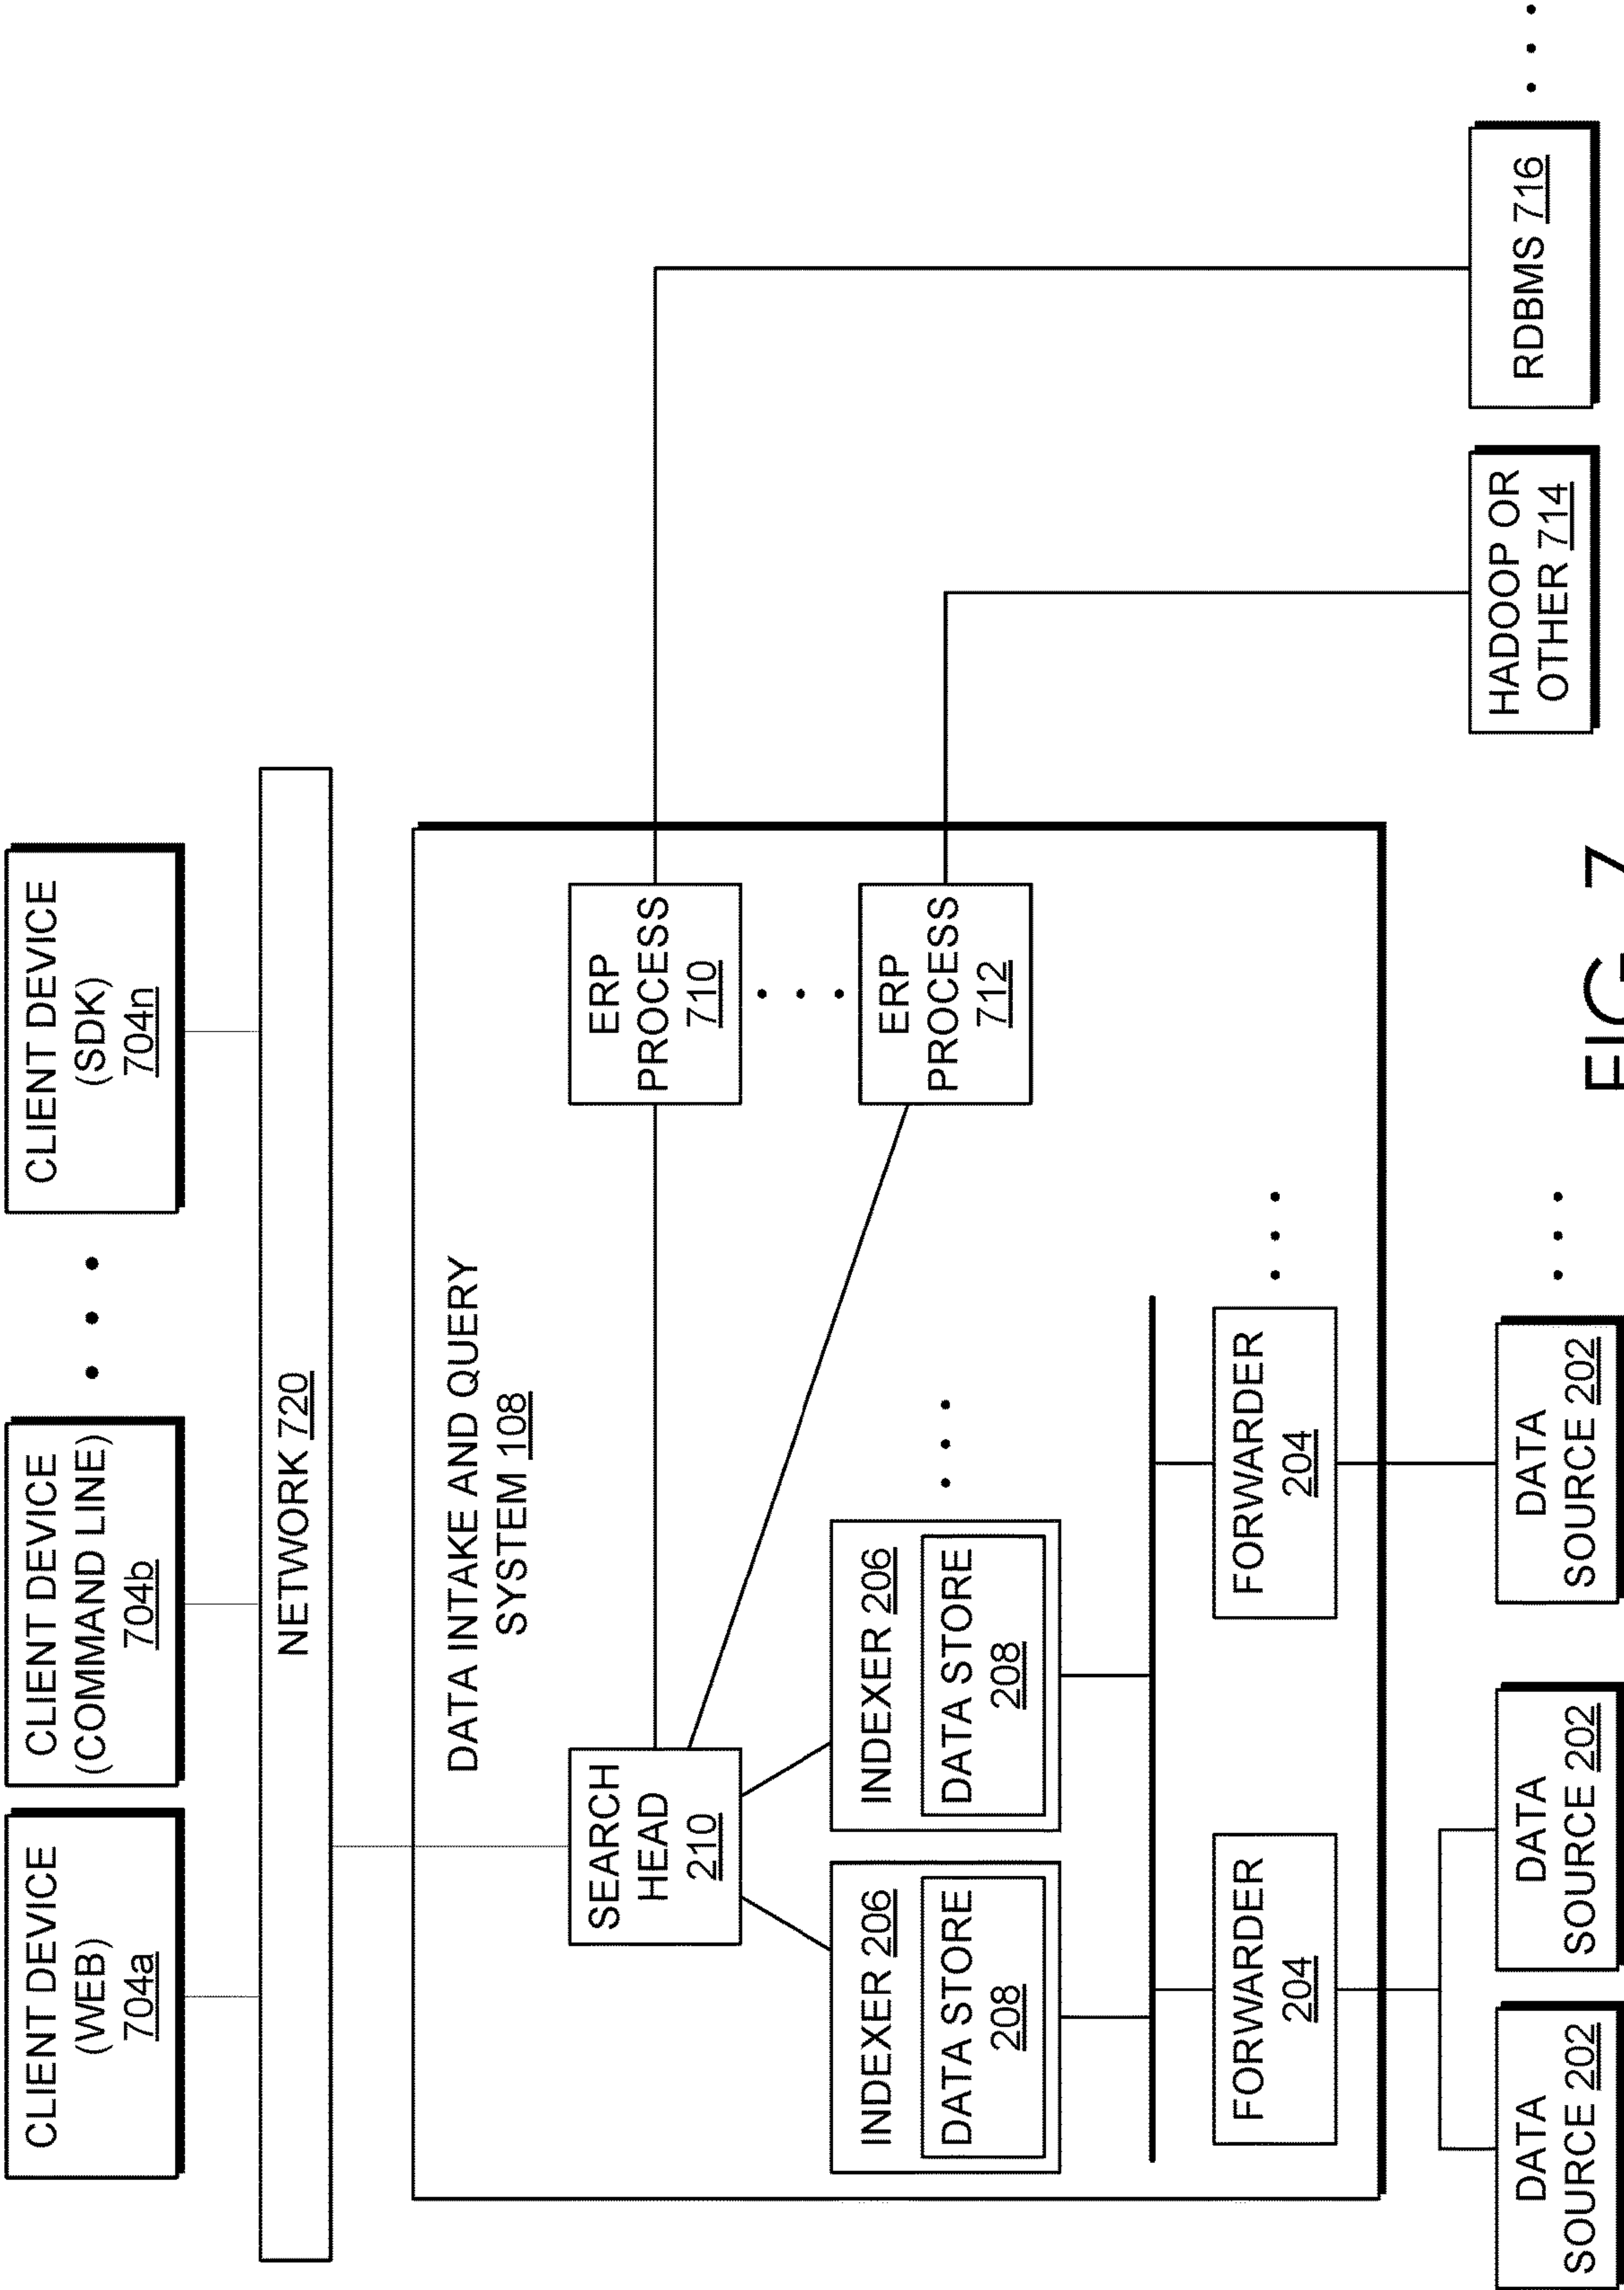 CLIENT DEVICE
(WEB)
704a
CLIENT DEVICE
(COMMAND LINE)
704b
CLIENT DEVICE
(SDK)
704n
NETWORK 720
DATA INTAKE AND QUERY
SYSTEM 108
SEARCH
HEAD
210
ERP
PROCESS
710
ERP
PROCESS
712
INDEXER 206
DATA STORE
208
INDEXER 206
DATA STORE
208
FORWARDER
204
FORWARDER
204
DATA
SOURCE 202
DATA
SOURCE 202
DATA
SOURCE 202
HADOOP OR
OTHER 714
RDBMS 716
FIG. 7